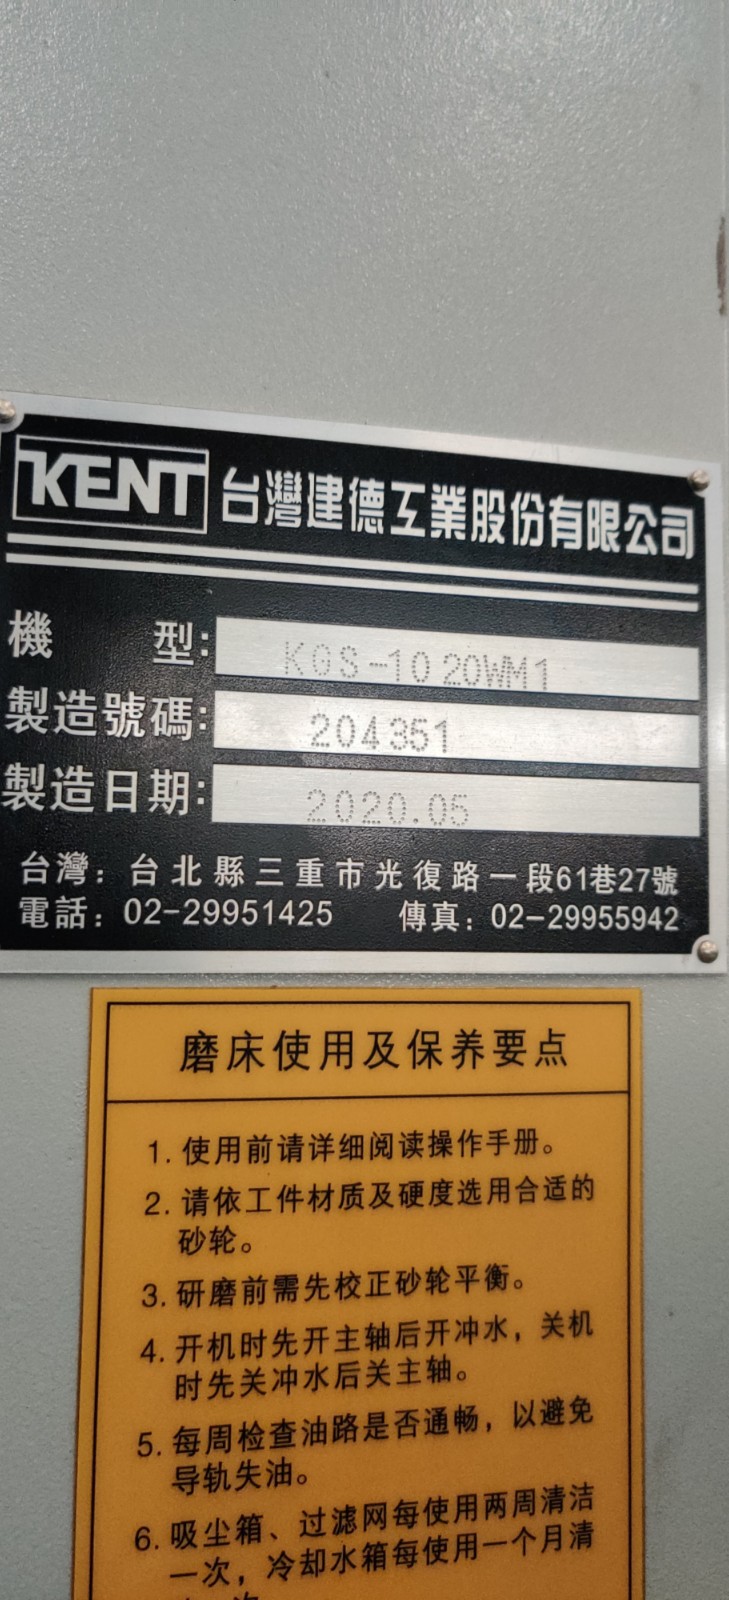 KENT 台灣建德工業股份有限公司
機 型: KGS-1020WM1
製造號碼: 204351
製造日期: 2020.05
台灣: 台北縣三重市光復路一段61巷27號
電話: 02-29951425 傳真: 02-29955942
磨床使用及保养要点
1. 使用前请详细阅读操作手册。
2. 请依工件材质及硬度选用合适的
砂轮。
3. 研磨前需先校正砂轮平衡。
4. 开机时先开主轴后开冲水，关机
时先关冲水后关主轴。
5. 每周检查油路是否通畅，以避免
导轨失油。
6. 吸尘箱、过滤网每使用两周清洁
一次，冷却水箱每使用一个月清